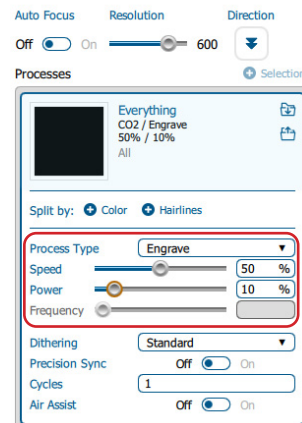 Auto Focus Resolution Direction
Off On 600
Processes Selection
Everything
CO2 / Engrave
50% / 10%
All
Split by: Color Hairlines
Process Type Engrave
Speed 50 %
Power 10 %
Frequency
Dithering Standard
Precision Sync Off On
Cycles 1
Air Assist Off On